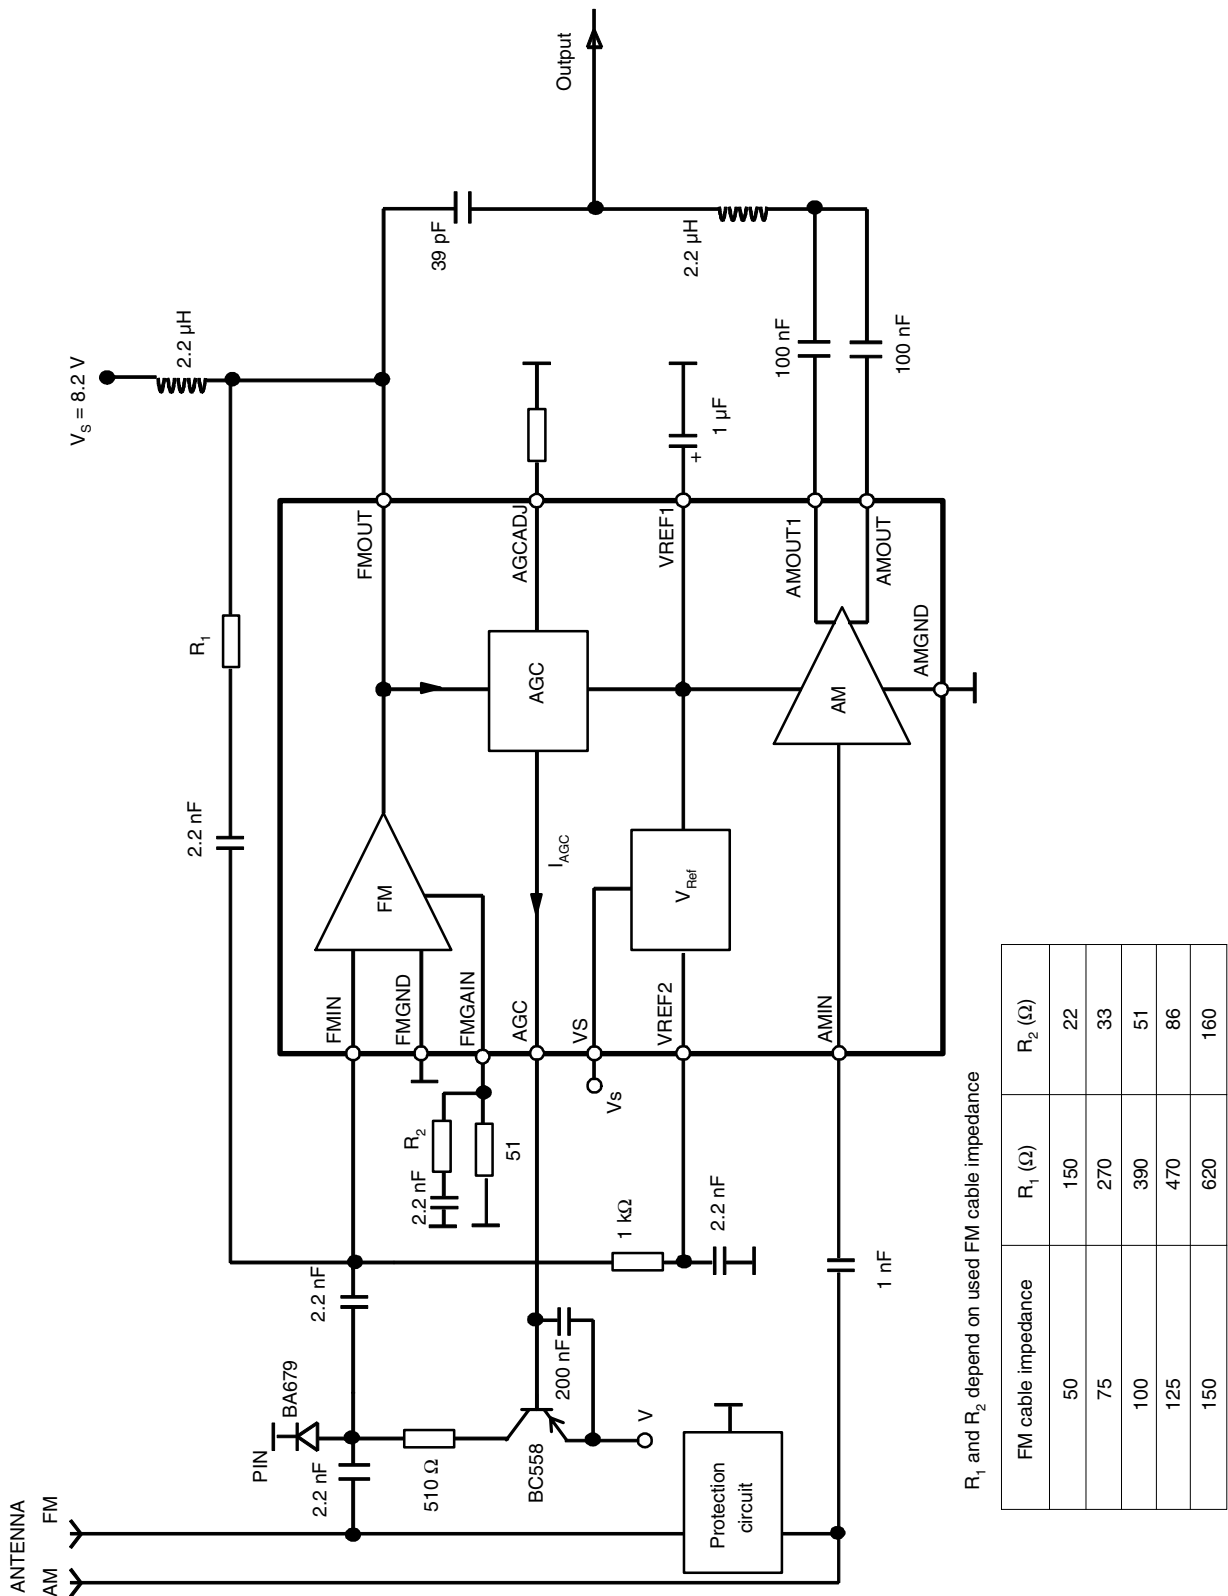 ANTENNA
AM
FM
PIN
BA679
2.2 nF
2.2 nF
510 Ω
BC558
200 nF
V
Protection
circuit
2.2 nF
R₁
V_S = 8.2 V
2.2 µH
R₂
2.2 nF
51
1 kΩ
2.2 nF
1 nF
FMIN
FMGND
FMGAIN
AGC
VS
Vs
VREF2
AMIN
FM
AGC
I_AGC
V_Ref
AM
FMOUT
AGCADJ
VREF1
AMOUT1
AMOUT
AMGND
+
1 µF
39 pF
2.2 µH
100 nF
100 nF
Output
R₁ and R₂ depend on used FM cable impedance
FM cable impedance R₁ (Ω) R₂ (Ω)
50 150 22
75 270 33
100 390 51
125 470 86
150 620 160